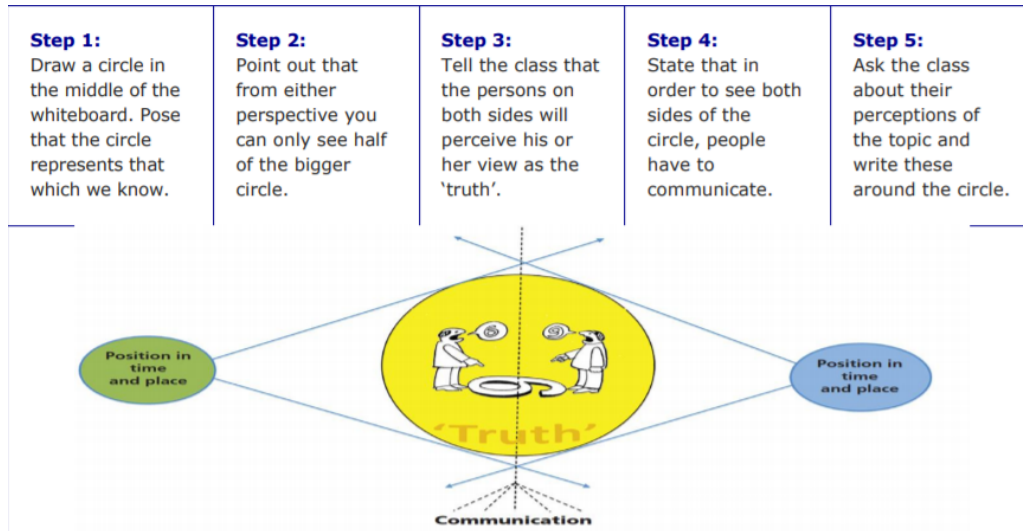 Step 1:
Draw a circle in
the middle of the
whiteboard. Pose
that the circle
represents that
which we know.
Step 2:
Point out that
from either
perspective you
can only see half
of the bigger
circle.
Step 3:
Tell the class that
the persons on
both sides will
perceive his or
her view as the
‘truth’.
Step 4:
State that in
order to see both
sides of the
circle, people
have to
communicate.
Step 5:
Ask the class
about their
perceptions of
the topic and
write these
around the circle.
6
9
Position in
time
and place
Position in
time
and place
‘Truth’
Communication